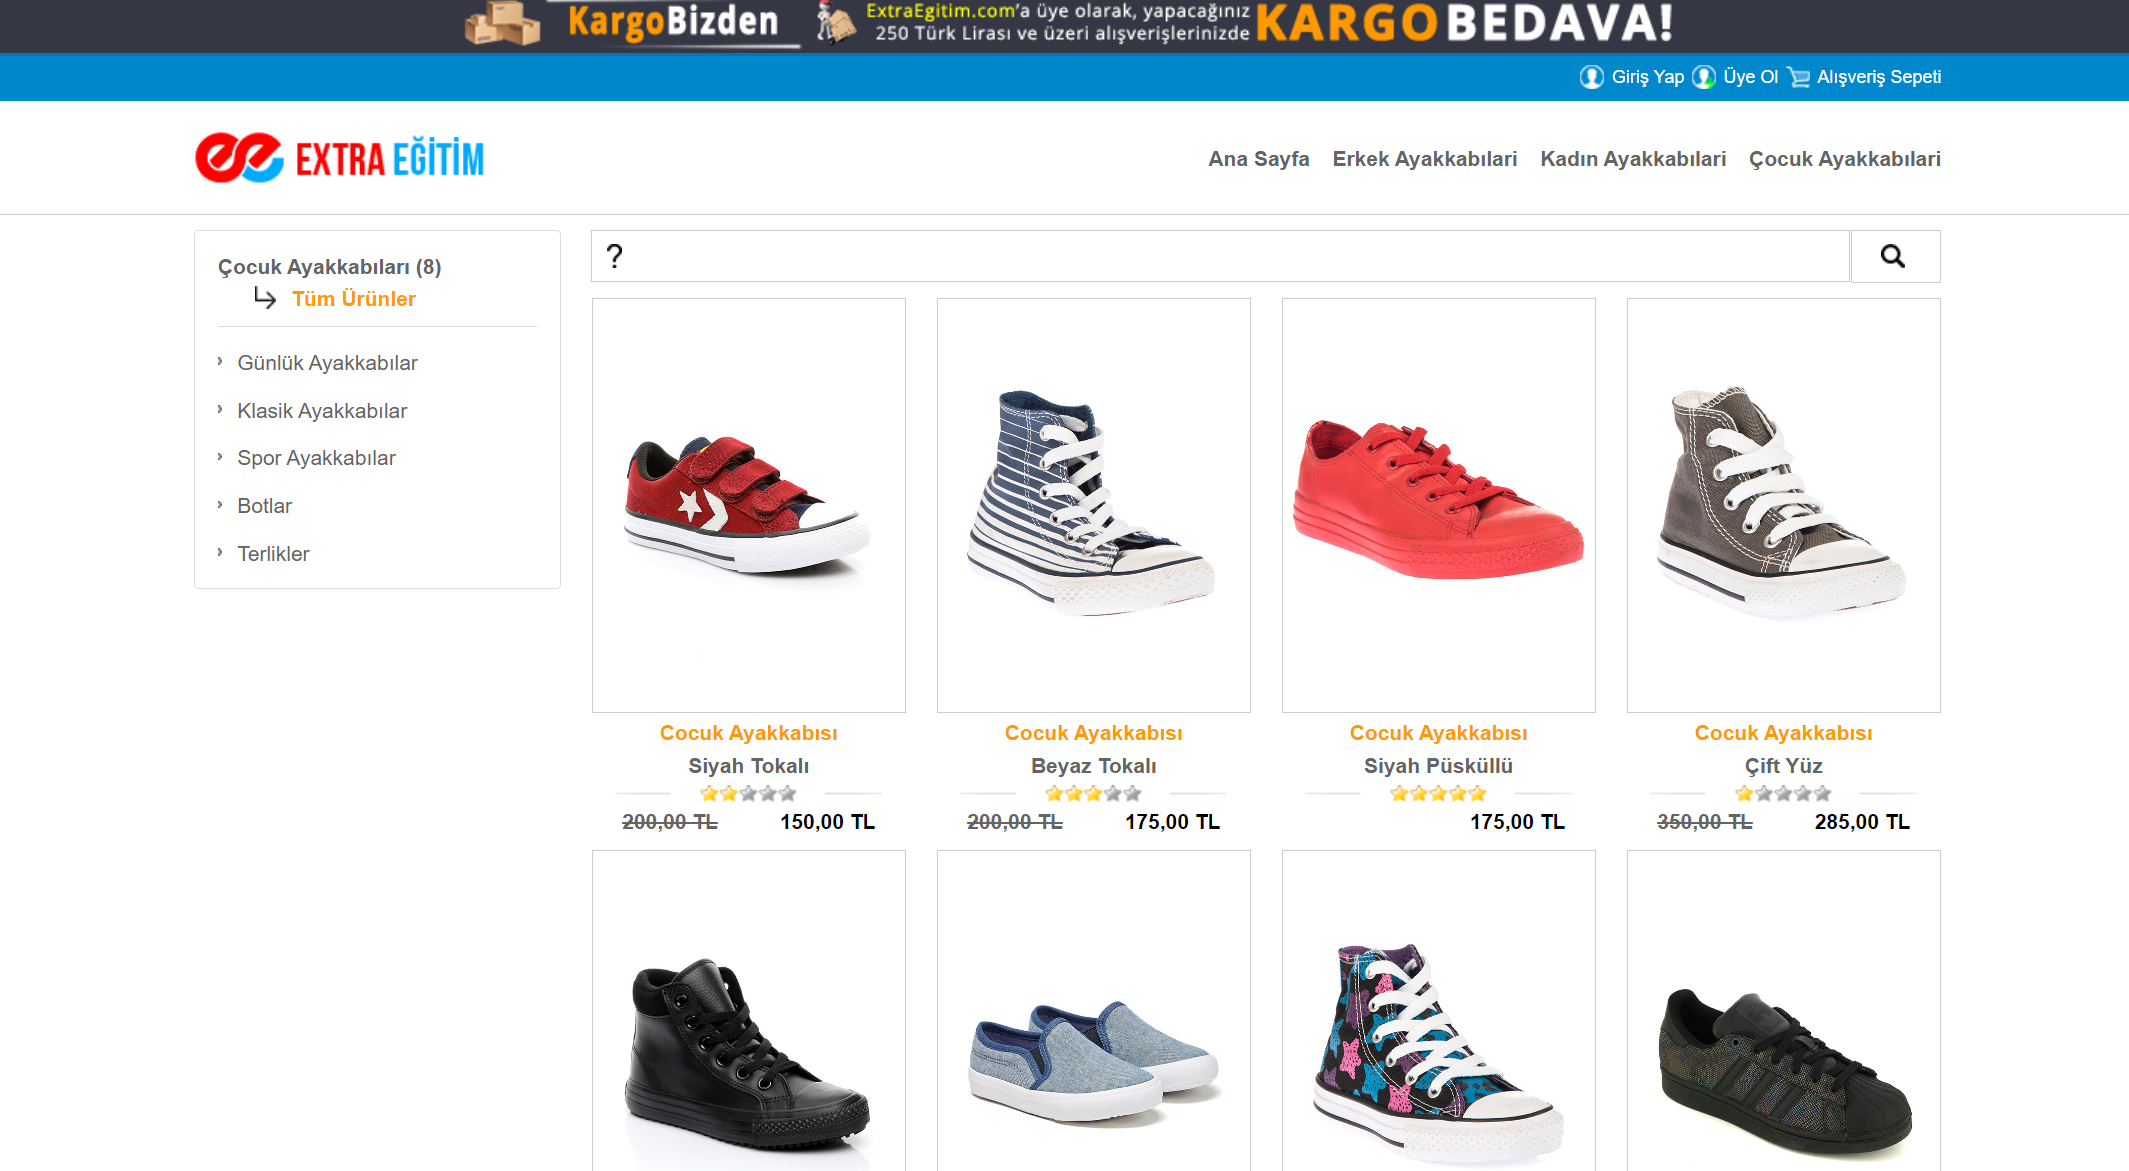 KargoBizden
ExtraEgitim.com'a üye olarak, yapacağınız
250 Türk Lirası ve üzeri alışverişlerinizde
KARGO BEDAVA!
Giriş Yap Üye Ol Alışveriş Sepeti
EXTRA EĞİTİM
Ana Sayfa Erkek Ayakkabılari Kadın Ayakkabılari Çocuk Ayakkabılari
Çocuk Ayakkabıları (8)
Tüm Ürünler
Günlük Ayakkabılar
Klasik Ayakkabılar
Spor Ayakkabılar
Botlar
Terlikler
?
Cocuk Ayakkabısı
Siyah Tokalı
200,00 TL 150,00 TL
Cocuk Ayakkabısı
Beyaz Tokalı
200,00 TL 175,00 TL
Cocuk Ayakkabısı
Siyah Püsküllü
175,00 TL
Cocuk Ayakkabısı
Çift Yüz
350,00 TL 285,00 TL